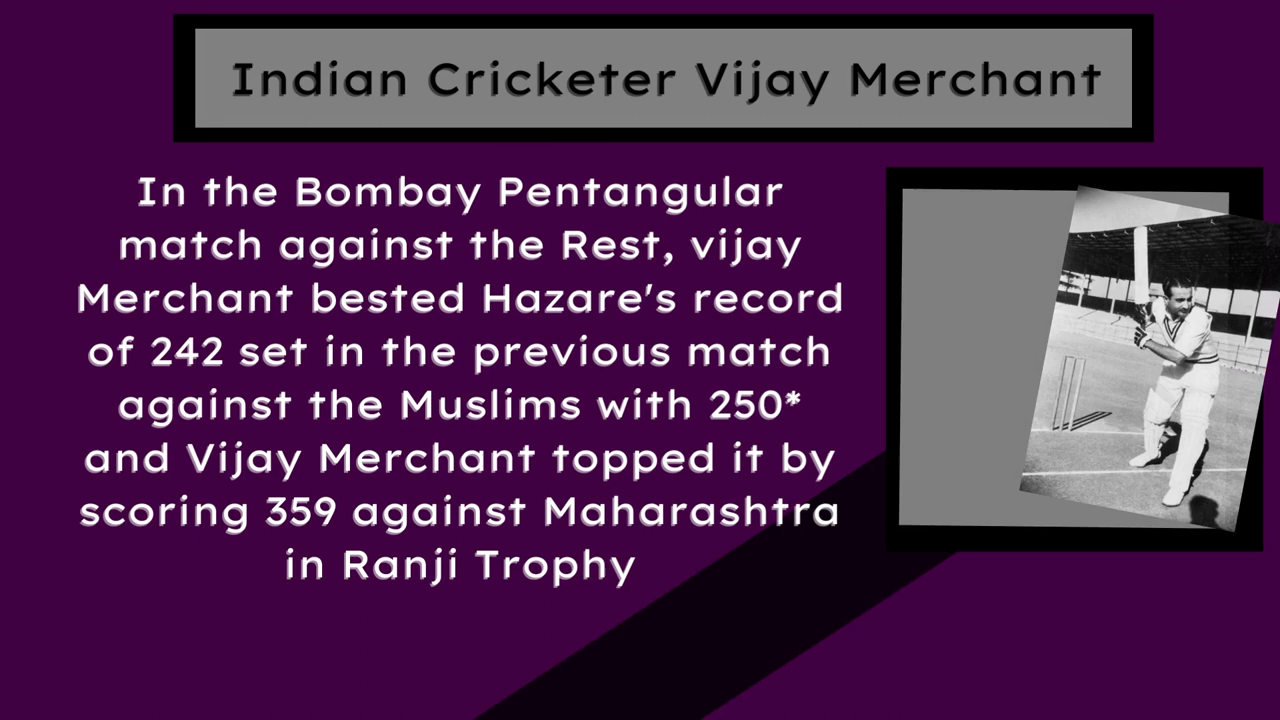 Indian Cricketer Vijay Merchant
In the Bombay Pentangular
match against the Rest, vijay
Merchant bested Hazare's record
of 242 set in the previous match
against the Muslims with 250*
and Vijay Merchant topped it by
scoring 359 against Maharashtra
in Ranji Trophy